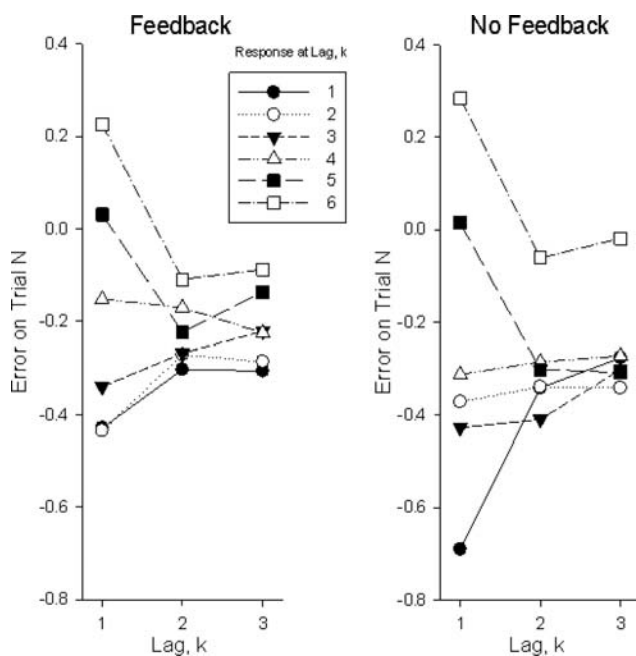 Feedback
No Feedback
Response at Lag, k
1
2
3
4
5
6
Error on Trial N
0.4
0.2
0.0
-0.2
-0.4
-0.6
-0.8
1 2 3
Lag, k
Error on Trial N
0.4
0.2
0.0
-0.2
-0.4
-0.6
-0.8
1 2 3
Lag, k